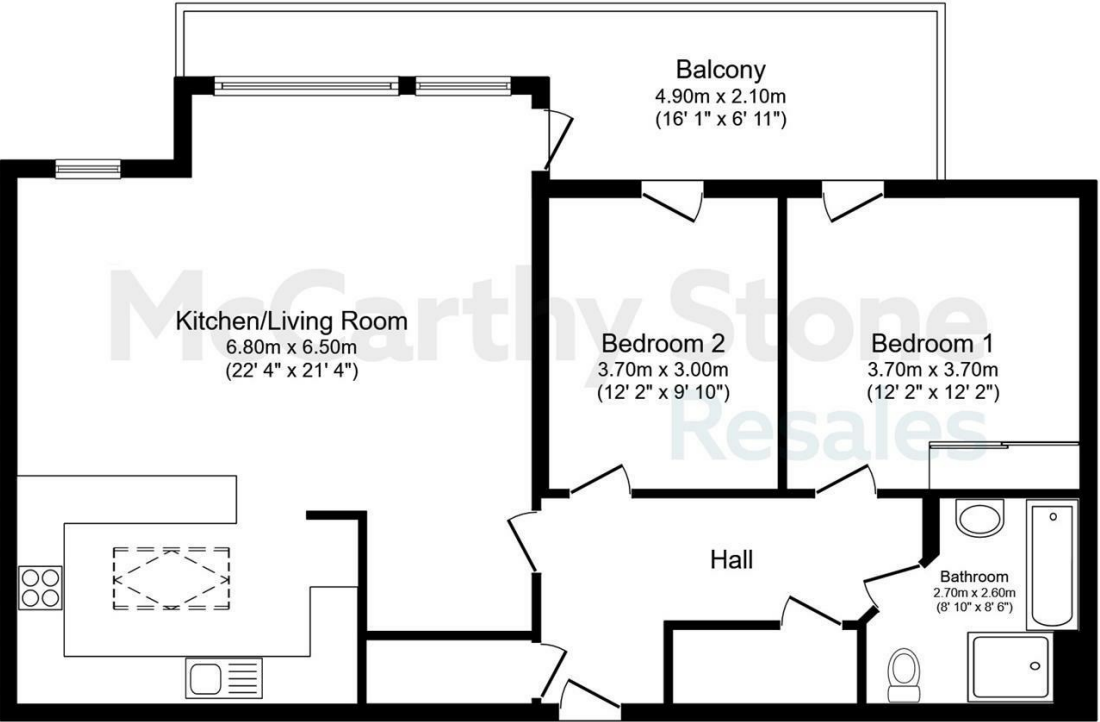 Balcony
4.90m x 2.10m
(16' 1" x 6' 11")
McCarthy Stone
Resales
Kitchen/Living Room
6.80m x 6.50m
(22' 4" x 21' 4")
Bedroom 2
3.70m x 3.00m
(12' 2" x 9' 10")
Bedroom 1
3.70m x 3.70m
(12' 2" x 12' 2")
Hall
Bathroom
2.70m x 2.60m
(8' 10" x 8' 6")